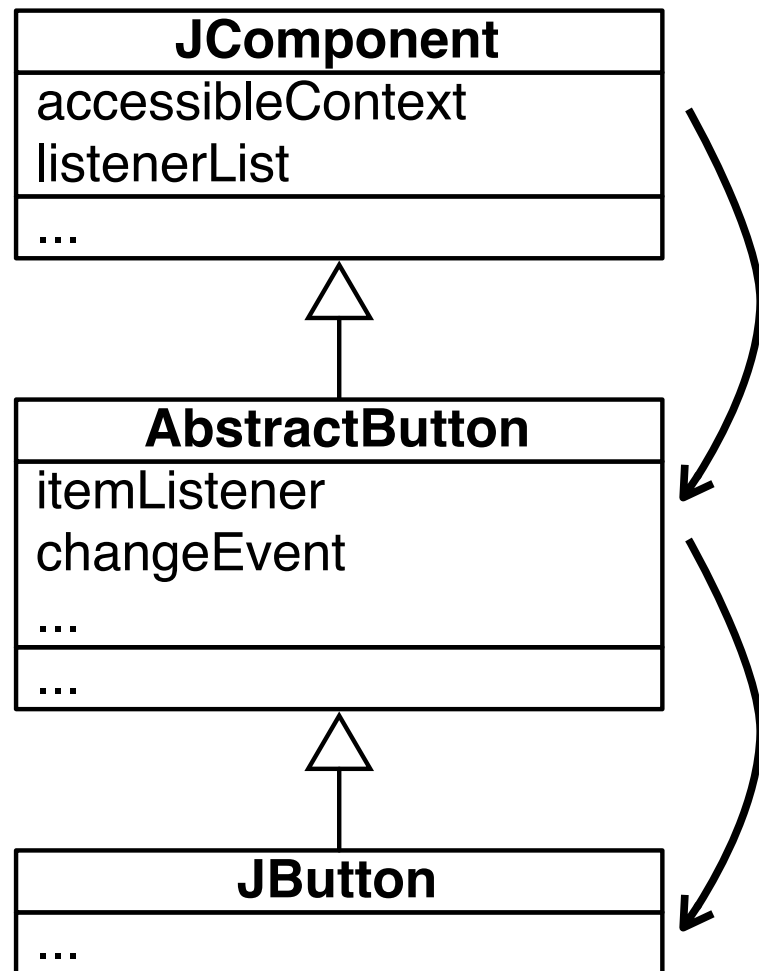 JComponent
accessibleContext
listenerList
...
AbstractButton
itemListener
changeEvent
...
...
JButton
...